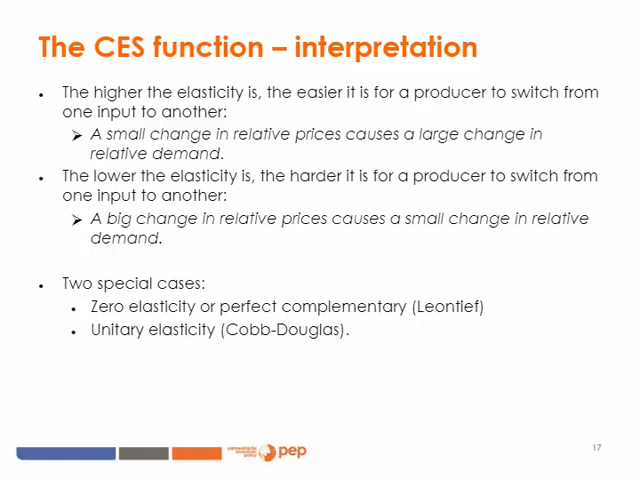 The CES function – interpretation
• The higher the elasticity is, the easier it is for a producer to switch from
one input to another:
➢ A small change in relative prices causes a large change in
relative demand.
• The lower the elasticity is, the harder it is for a producer to switch from
one input to another:
➢ A big change in relative prices causes a small change in relative
demand.
• Two special cases:
• Zero elasticity or perfect complementary (Leontief)
• Unitary elasticity (Cobb-Douglas).
partnership for
economic
policy
pep
17